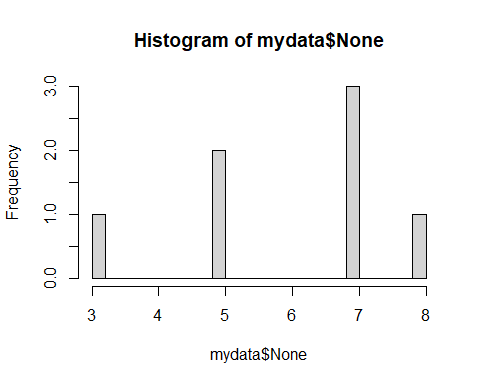 Histogram of mydata$None
Frequency
3.0
2.0
1.0
0.0
3 4 5 6 7 8
mydata$None